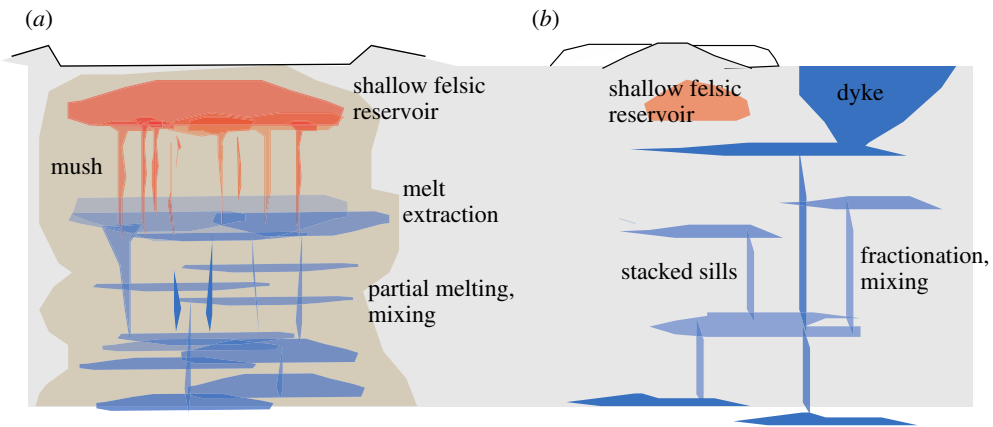 (a)
shallow felsic
reservoir
mush
melt
extraction
partial melting,
mixing
(b)
shallow felsic
reservoir
dyke
stacked sills
fractionation,
mixing